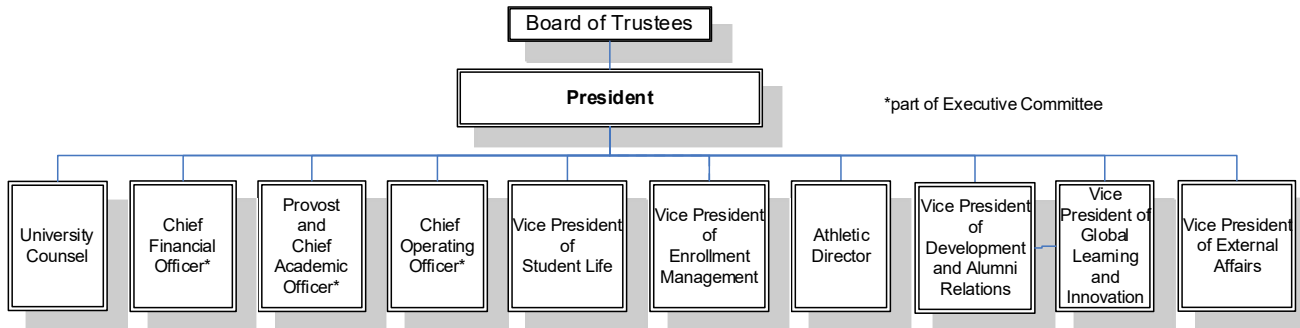 Board of Trustees
President
*part of Executive Committee
University
Counsel
Chief
Financial
Officer*
Provost
and
Chief
Academic
Officer*
Chief
Operating
Officer*
Vice President
of
Student Life
Vice President
of
Enrollment
Management
Athletic
Director
Vice President
of
Development
and Alumni
Relations
Vice
President of
Global
Learning
and
Innovation
Vice President
of External
Affairs